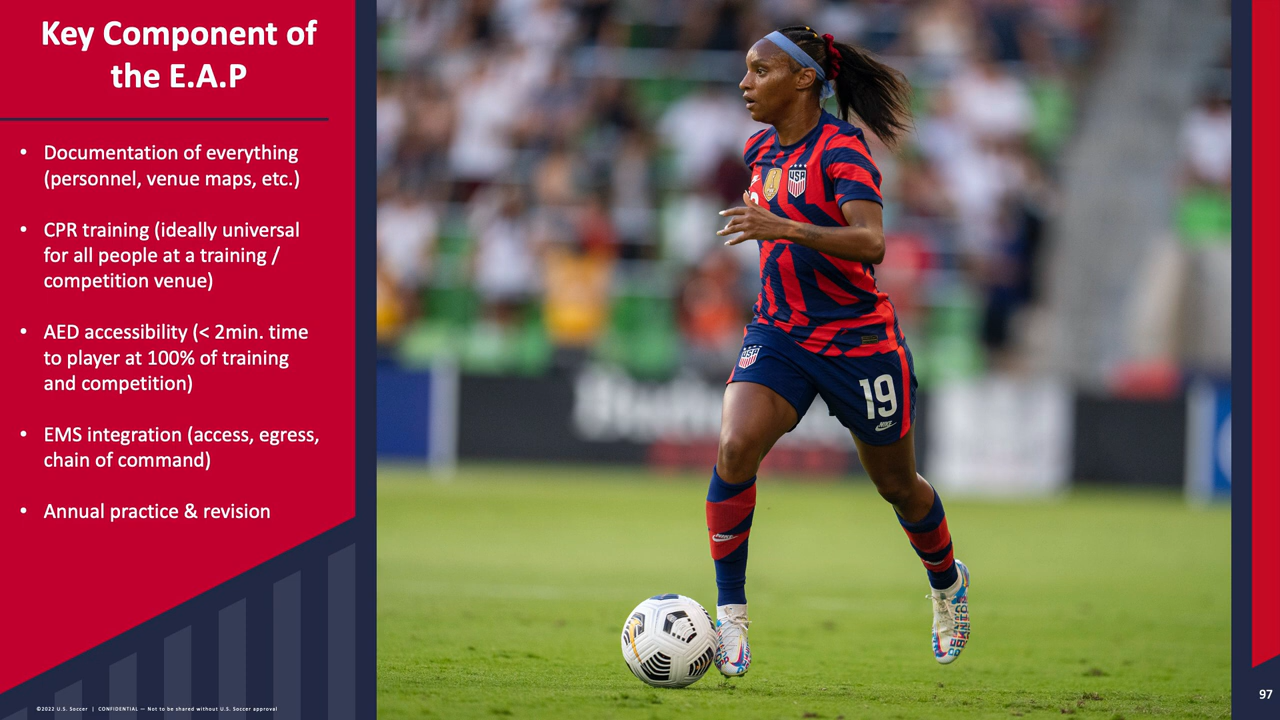 Key Component of
the E.A.P
• Documentation of everything
(personnel, venue maps, etc.)
• CPR training (ideally universal
for all people at a training /
competition venue)
• AED accessibility (< 2min. time
to player at 100% of training
and competition)
• EMS integration (access, egress,
chain of command)
• Annual practice & revision
USA
USA
19
©2022 U.S. Soccer | CONFIDENTIAL — Not to be shared without U.S. Soccer approval
97